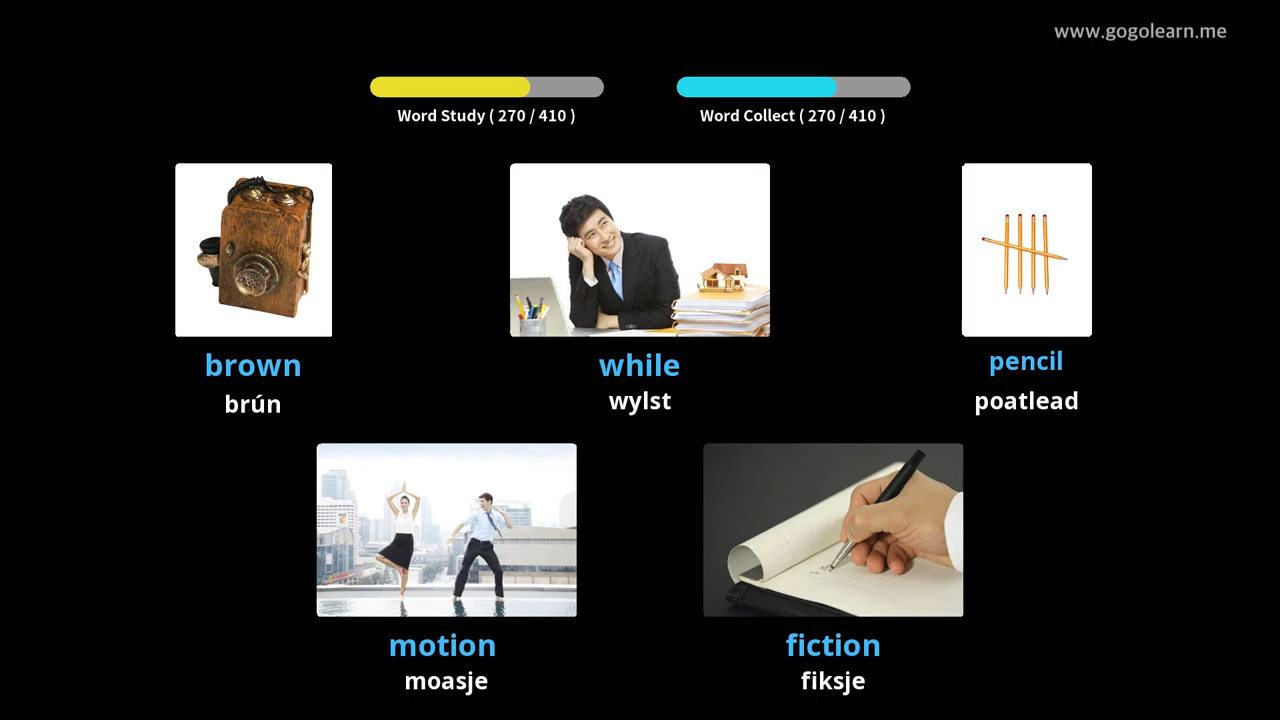 www.gogolearn.me
Word Study ( 270 / 410 )
Word Collect ( 270 / 410 )
brown
brún
while
wylst
pencil
poatlead
motion
moasje
fiction
fiksje